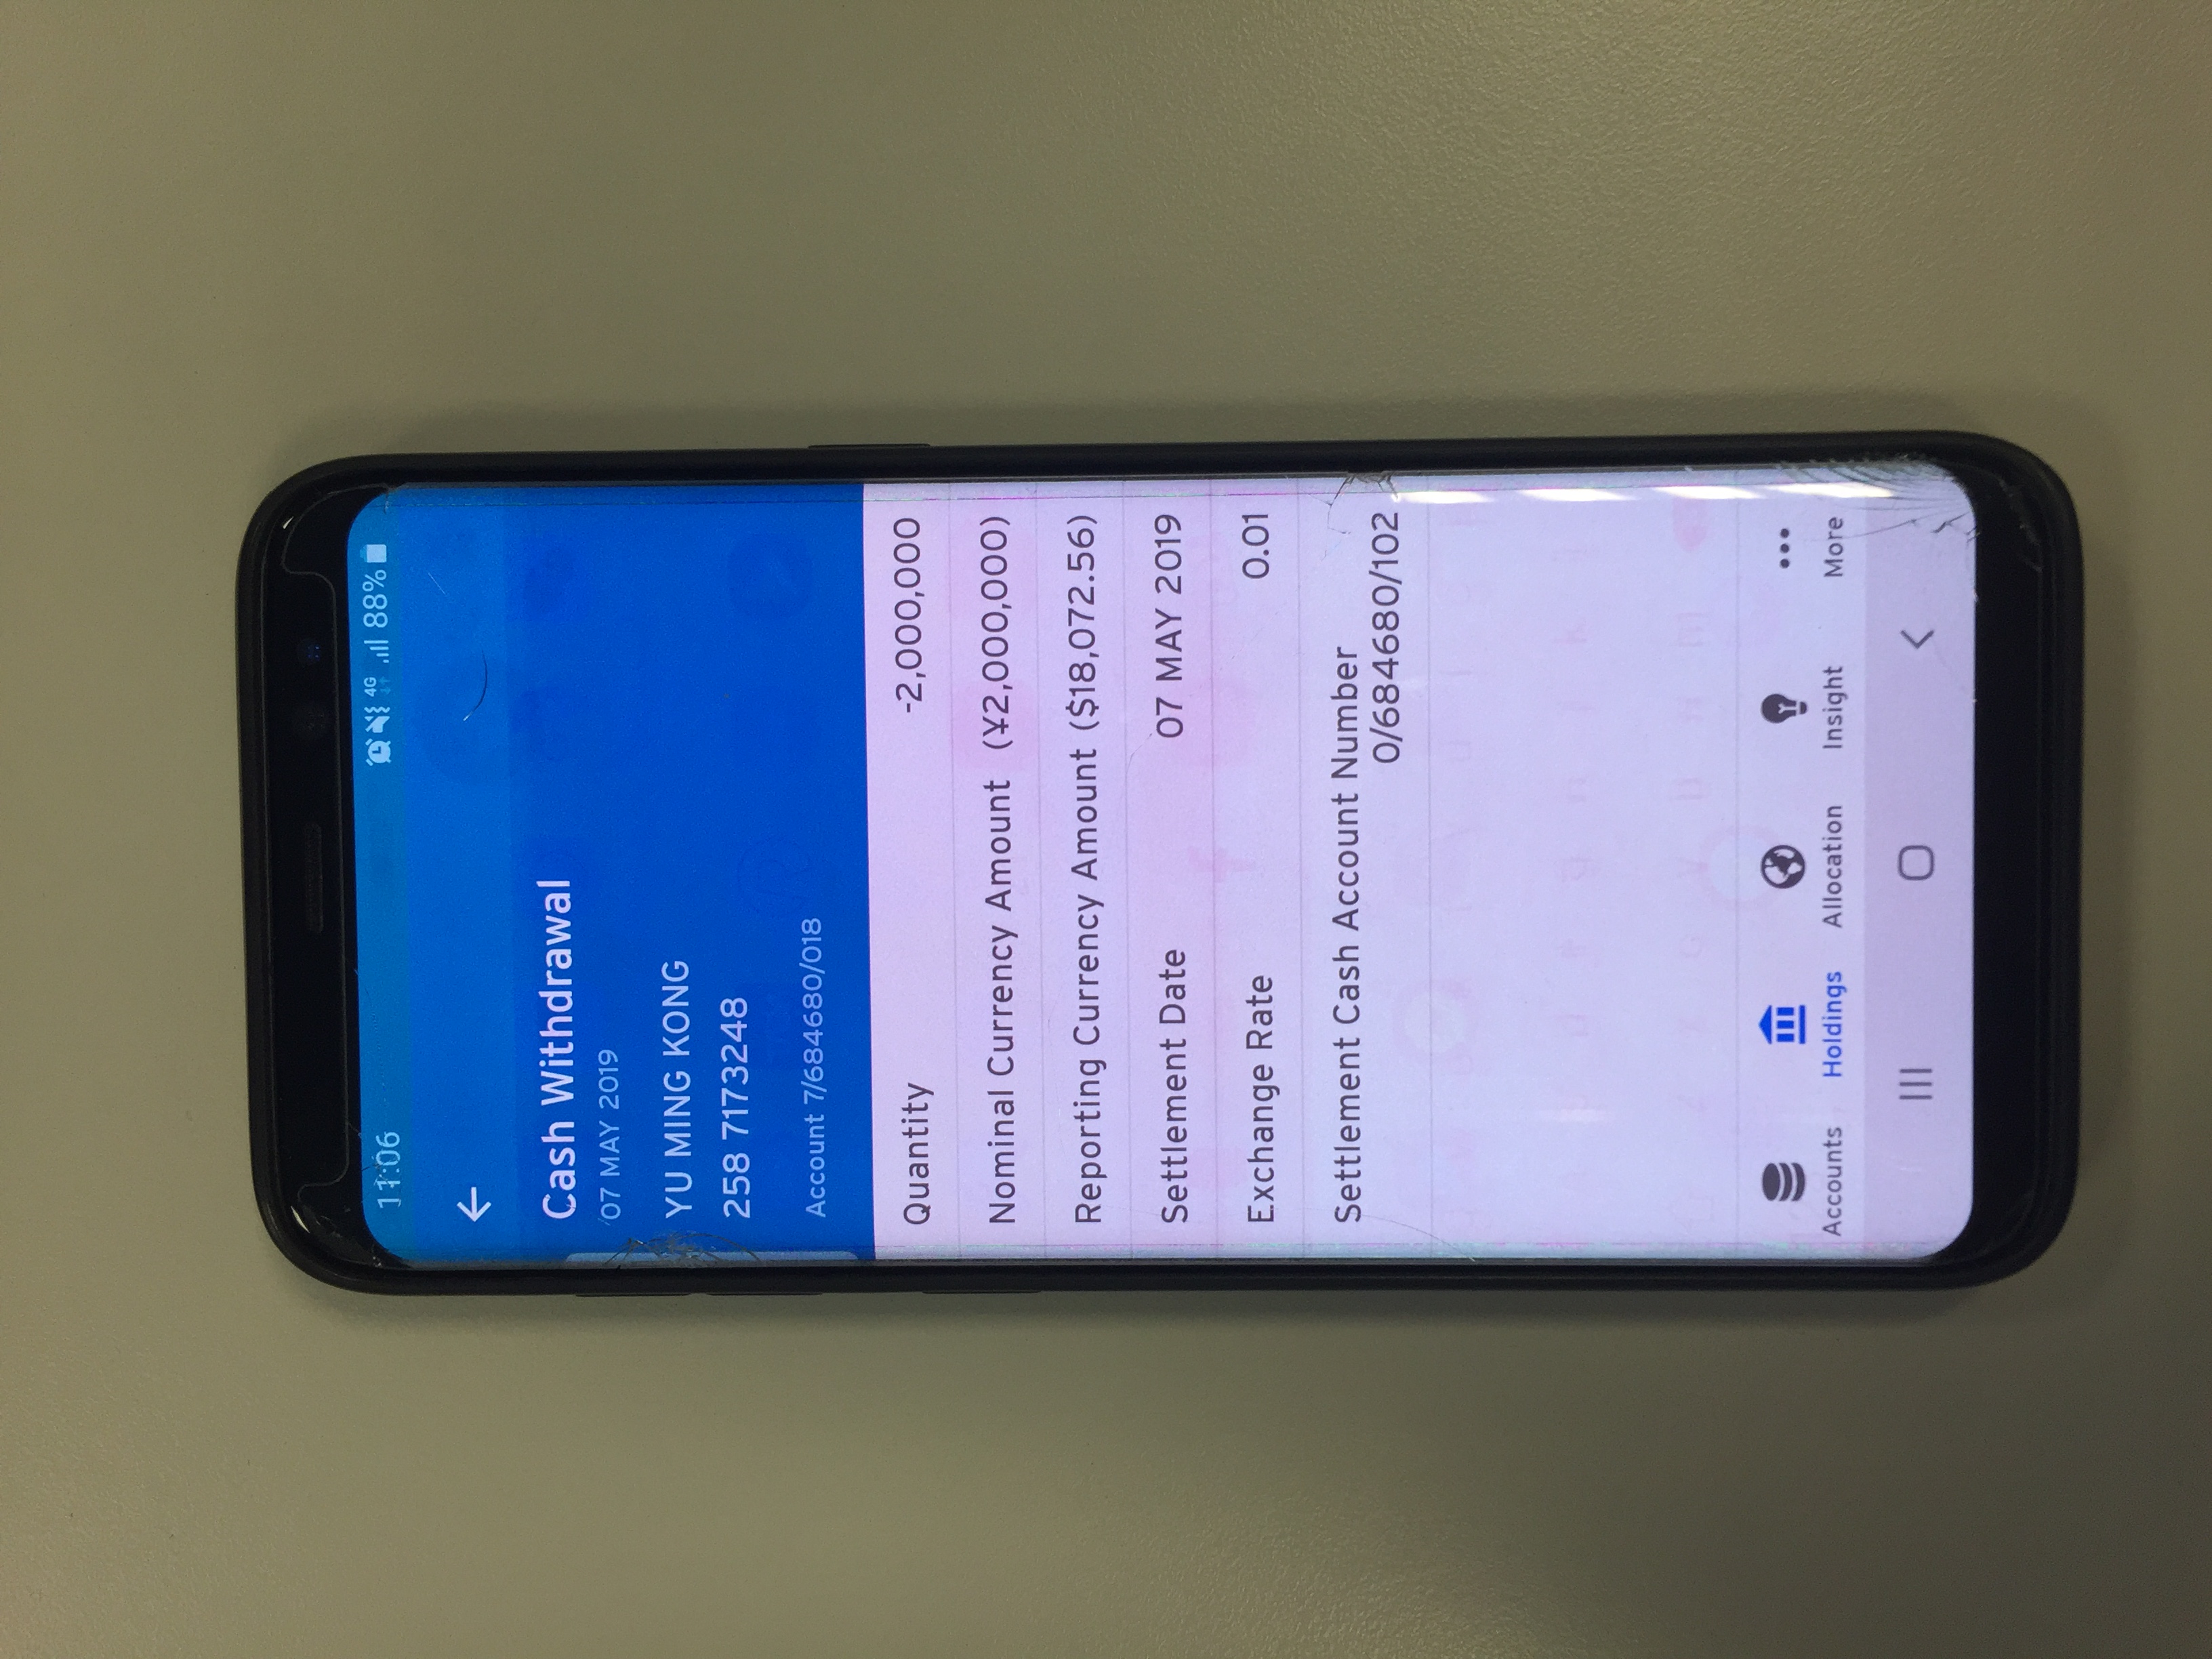 11:06
4G
88%
Cash Withdrawal
07 MAY 2019
YU MING KONG
258 7173248
Account 7/684680/018
Quantity -2,000,000
Nominal Currency Amount (¥2,000,000)
Reporting Currency Amount ($18,072.56)
Settlement Date 07 MAY 2019
Exchange Rate 0.01
Settlement Cash Account Number
0/684680/102
Accounts Holdings Allocation Insight More